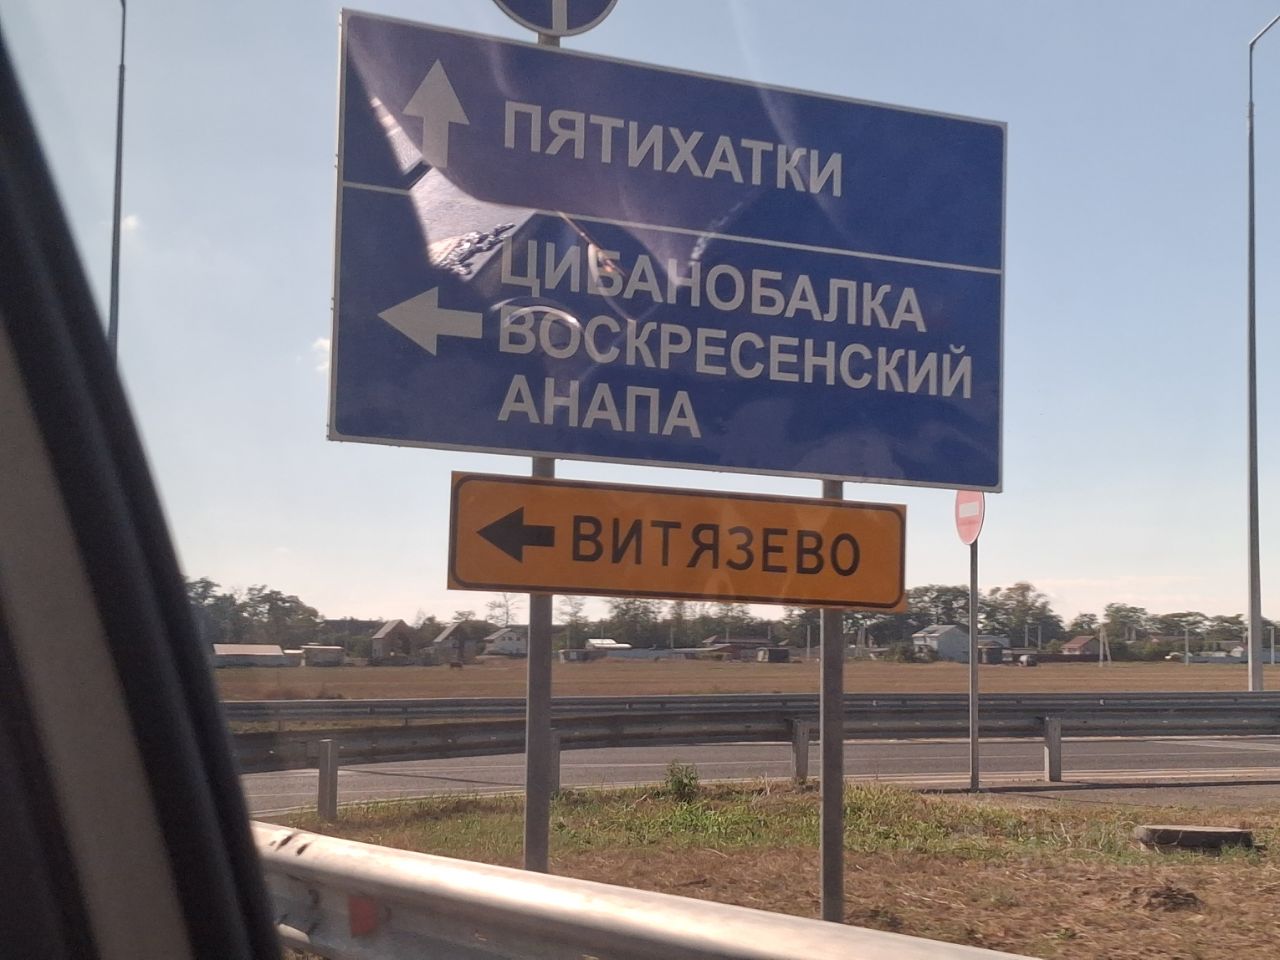 ПЯТИХАТКИ
ЦИБАНОБАЛКА
ВОСКРЕСЕНСКИЙ
АНАПА
ВИТЯЗЕВО